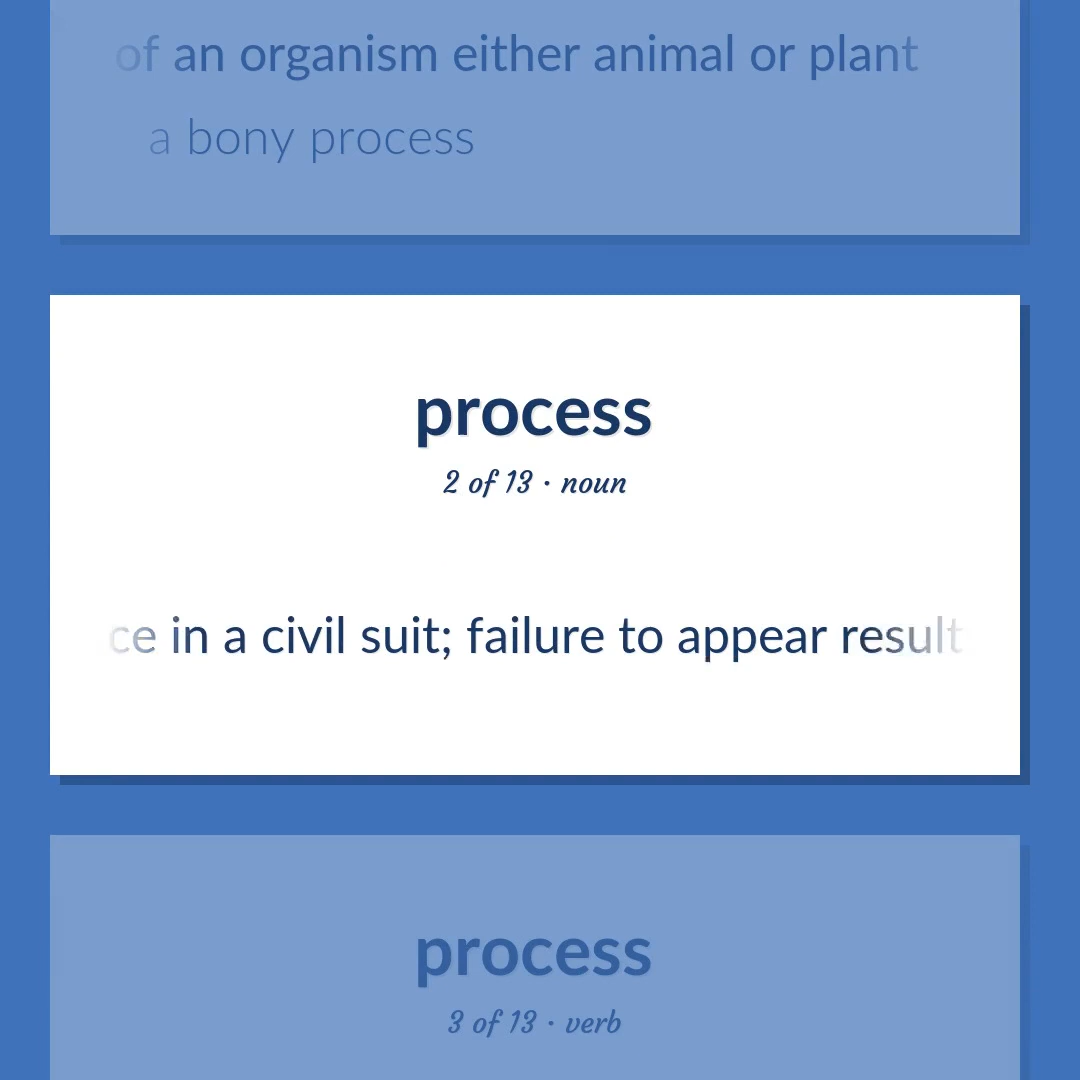 of an organism either animal or plant
a bony process
process
2 of 13 · noun
ce in a civil suit; failure to appear result
process
3 of 13 · verb